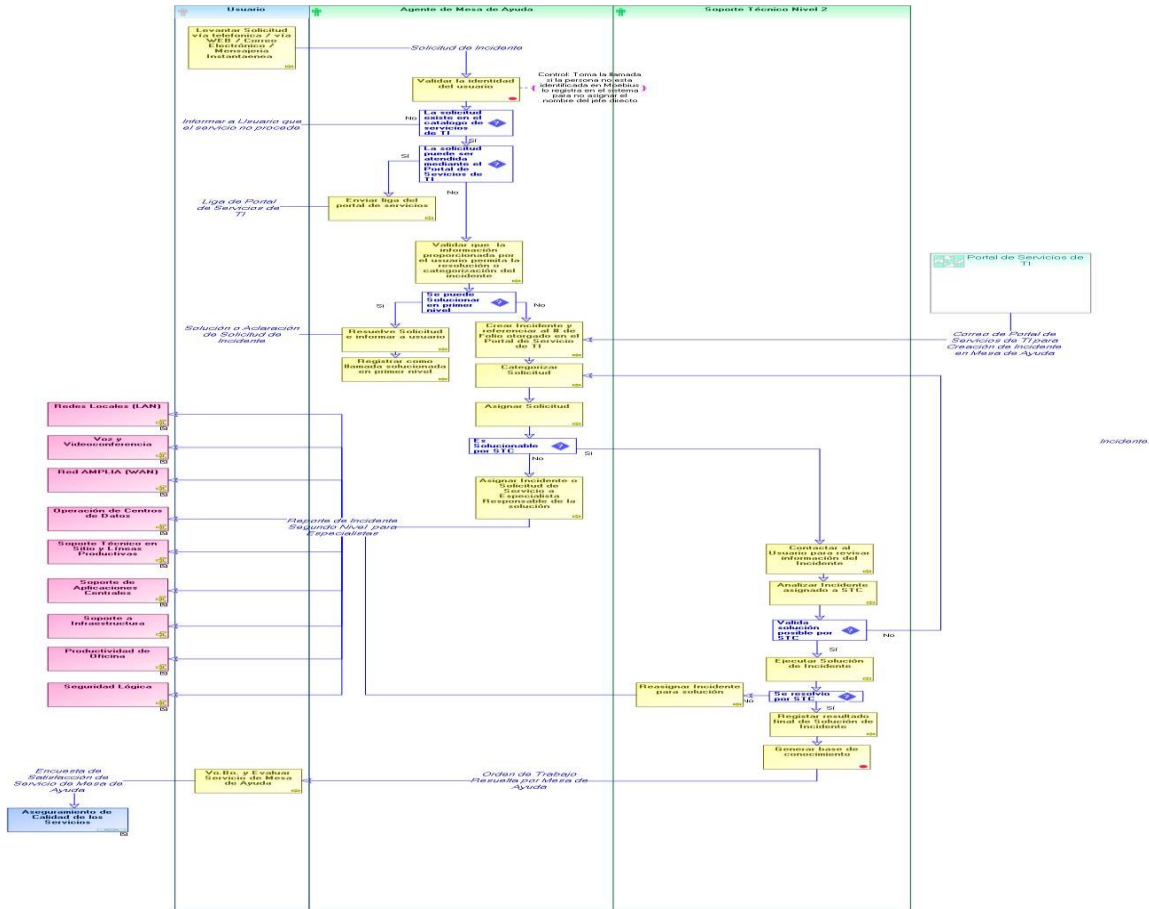 Usuario
Agente de Mesa de Ayuda
Soporte Técnico Nivel 2
Levantar Solicitud
vía telefonica / vía
WEB / Correo
Electrónico /
Mensajeria
Instantaenea
Solicitud de Incidente
Validar la identidad
del usuario
Control: Toma la llamada
si la persona no esta
identificada en Moebius
lo registra en el sistema
para no asignar el
nombre del jefe directo
Informar a Usuario que
el servicio no procede
No
La solicitud
existe en el
catalogo de
servicios
de TI
Sí
La solicitud
puede ser
atendida
mediante el
Portal de
Sevicios de
TI
Sí
No
Liga de Portal
de Servicios de
TI
Enviar liga del
portal de servicios
Validar que la
información
proporcionada por
el usuario permita la
resolución o
categorización del
incidente
Portal de Servicios de
TI
Se puede
Solucionar
en primer
nivel
Si
No
Solución o Aclaración
de Solicitud de
Incidente
Resuelve Solicitud
e informar a usuario
Crear Incidente y
referenciar al # de
Folio otorgado en el
Portal de Servicio
de TI
Correo de Portal de
Servicios de TI para
Creación de Incidente
en Mesa de Ayuda
Registrar como
llamada solucionada
en primer nivel
Categorizar
Solicitud
Redes Locales (LAN)
Asignar Solicitud
Voz y
Videoconferencia
Es
Solucionable
por STC
Si
No
Incidente
Red AMPLIA (WAN)
Asignar Incidente o
Solicitud de
Servicio a
Especialista
Responsable de la
solución
Operación de Centros
de Datos
Reporte de Incidente
Segundo Nivel para
Especialistas
Soporte Técnico en
Sitio y Líneas
Productivas
Contactar al
Usuario para revisar
información del
Incidente
Soporte de
Aplicaciones
Centrales
Analizar Incidente
asignado a STC
Soporte a
Infraestructura
Valida
solución
posible por
STC
No
Sí
Productividad de
Oficina
Ejecutar Solución
de Incidente
Seguridad Lógica
Reasignar Incidente
para solución
No
Se resolvio
por STC
Sí
Registar resultado
final de Solución de
Incidente
Generar base de
conocimiento
Encuesta de
Satisfacción de
Servicio de Mesa de
Ayuda
Vo.Bo. y Evaluar
Servicio de Mesa
de Ayuda
Orden de Trabajo
Resuelta por Mesa de
Ayuda
Aseguramiento de
Calidad de los
Servicios